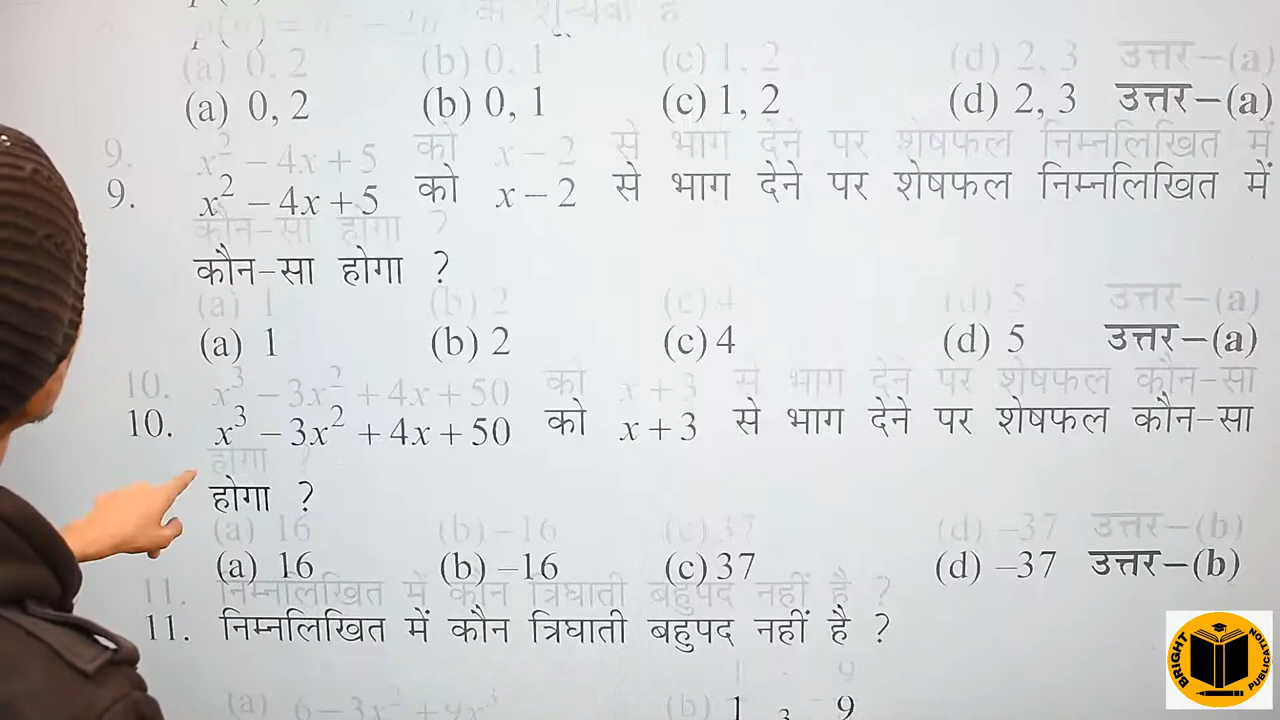 (a) 0, 2 (b) 0, 1 (c) 1, 2 (d) 2, 3 उत्तर–(a)
9. x² – 4x + 5 को x – 2 से भाग देने पर शेषफल निम्नलिखित में
कौन-सा होगा ?
(a) 1 (b) 2 (c) 4 (d) 5 उत्तर–(a)
10. x³ – 3x² + 4x + 50 को x + 3 से भाग देने पर शेषफल कौन-सा
होगा ?
(a) 16 (b) –16 (c) 37 (d) –37 उत्तर–(b)
11. निम्नलिखित में कौन त्रिघाती बहुपद नहीं है ?
BRIGHT PUBLICATION